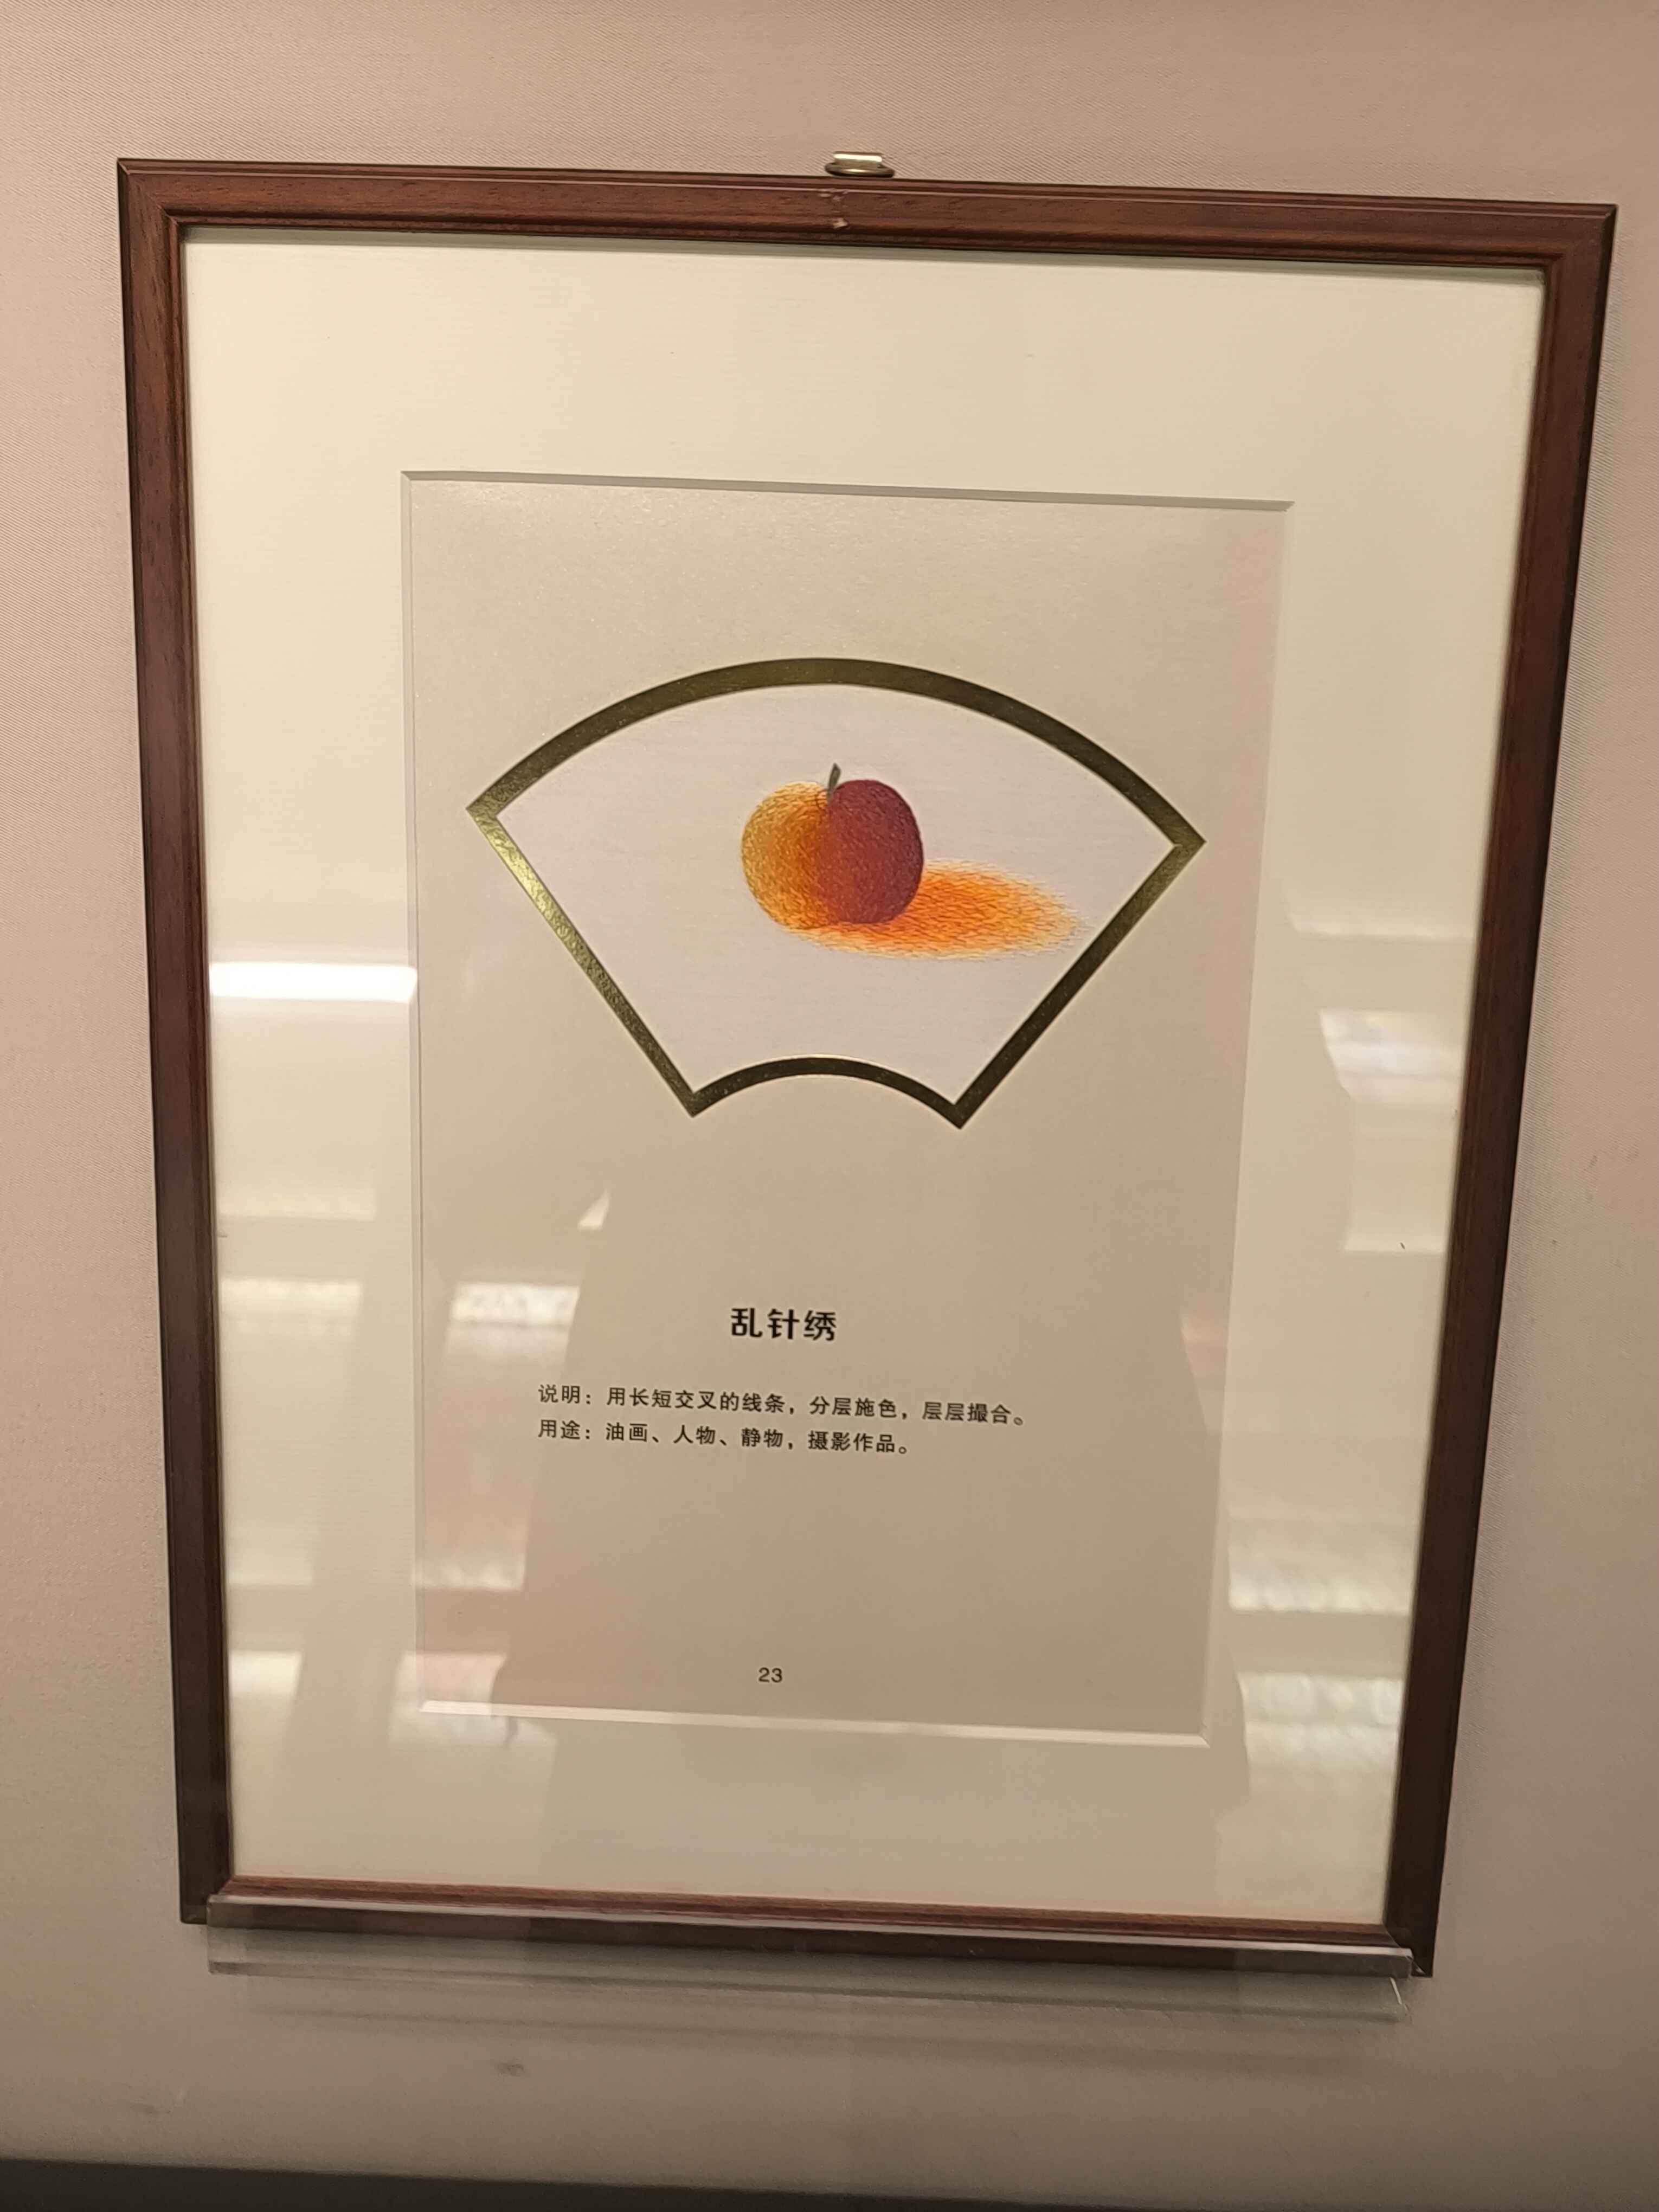 乱针绣
说明：用长短交叉的线条，分层施色，层层撮合。
用途：油画、人物、静物，摄影作品。
23